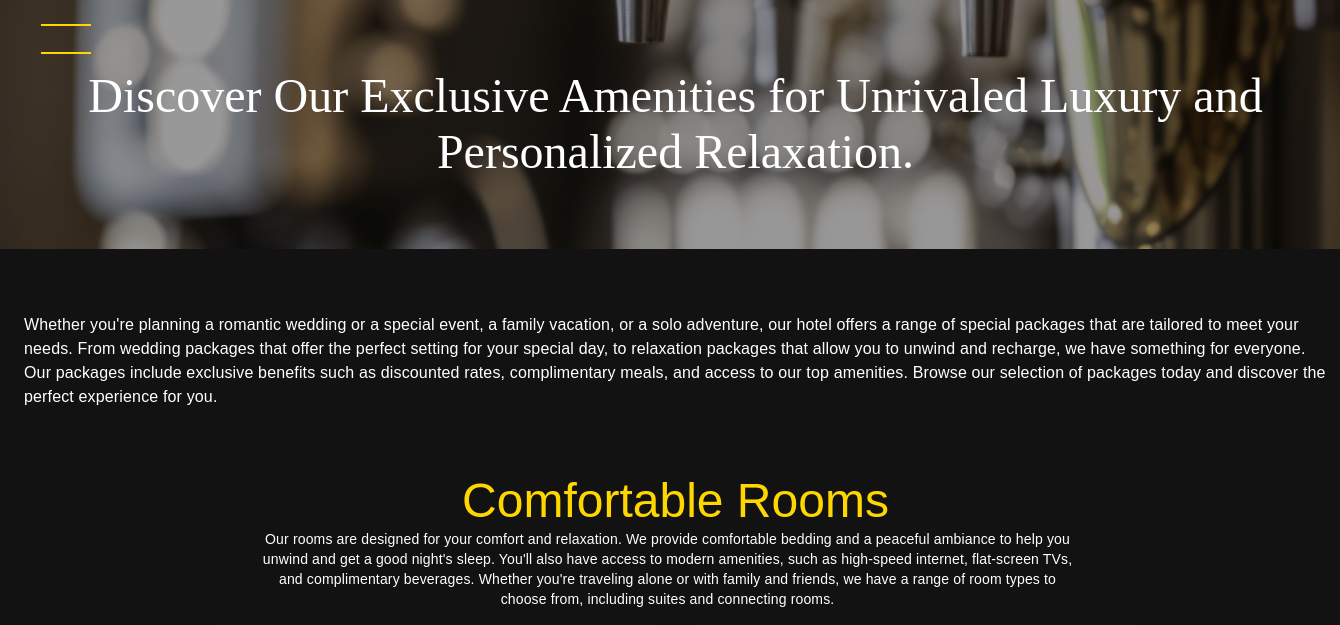 Discover Our Exclusive Amenities for Unrivaled Luxury and
Personalized Relaxation.
Whether you're planning a romantic wedding or a special event, a family vacation, or a solo adventure, our hotel offers a range of special packages that are tailored to meet your
needs. From wedding packages that offer the perfect setting for your special day, to relaxation packages that allow you to unwind and recharge, we have something for everyone.
Our packages include exclusive benefits such as discounted rates, complimentary meals, and access to our top amenities. Browse our selection of packages today and discover the
perfect experience for you.
Comfortable Rooms
Our rooms are designed for your comfort and relaxation. We provide comfortable bedding and a peaceful ambiance to help you
unwind and get a good night's sleep. You'll also have access to modern amenities, such as high-speed internet, flat-screen TVs,
and complimentary beverages. Whether you're traveling alone or with family and friends, we have a range of room types to
choose from, including suites and connecting rooms.